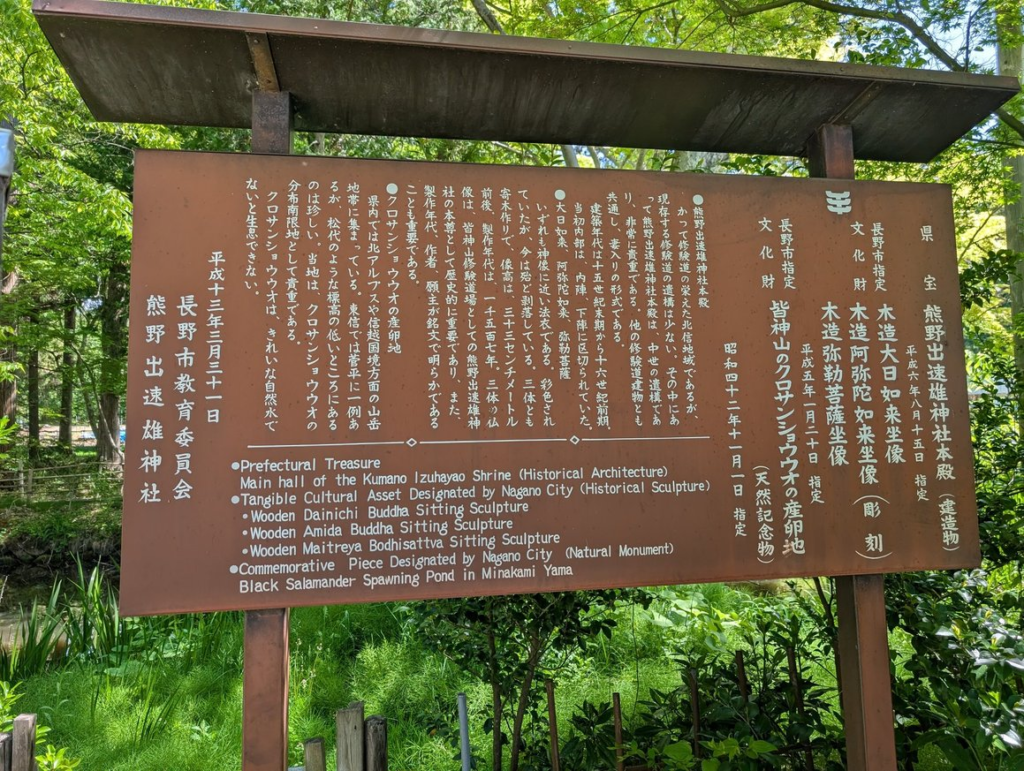 県宝 熊野出速雄神社本殿(建造物)
平成六年八月十五日 指定
長野市指定
文化財
木造大日如来坐像
木造阿弥陀如来坐像(彫刻)
木造弥勒菩薩坐像
平成五年一月二十日 指定
長野市指定
文化財
皆神山のクロサンショウウオの産卵地
(天然記念物)
昭和四十二年十一月一日 指定
●熊野出速雄神社本殿
かつて修験道の栄えた北信地域であるが、
現存する修験道の遺構は少ない。その中にあ
って熊野出速雄神社本殿は、中世の遺構であ
り、非常に貴重である。他の修験道建物とも
共通し、妻入りの形式である。
建築年代は十五世紀末期から十六世紀前期、
当初内部は、内陣、下陣に区切られていた。
●大日如来、阿弥陀如来、弥勒菩薩
いずれも神像に近い法衣である。彩色され
ていたが、今は殆ど剥落している。三体とも
寄木作りで、像高は、三十三センチメートル
前後、製作年代は、一千五百四十年。三体の仏
像は、皆神山修験道場としての熊野出速雄神
社の本尊として歴史的に重要であり、また、
製作年代、作者、願主が銘文で明らかである
ことも重要である。
●クロサンショウウオの産卵地
県内では北アルプスや信越国境方面の山岳
地帯に集まっている。東信では菅平に一例あ
るが、松代のような標高の低いところにある
のは珍しい。当地は、クロサンショウウオの
分布南限地として貴重である。
クロサンショウウオは、きれいな自然水で
ないと生息できない。
平成十三年三月三十一日
長野市教育委員会
熊野出速雄神社
●Prefectural Treasure
Main hall of the Kumano Izuhayao Shrine (Historical Architecture)
●Tangible Cultural Asset Designated by Nagano City (Historical Sculpture)
・Wooden Dainichi Buddha Sitting Sculpture
・Wooden Amida Buddha Sitting Sculpture
・Wooden Maitreya Bodhisattva Sitting Sculpture
●Commemorative Piece Designated by Nagano City (Natural Monument)
Black Salamander Spawning Pond in Minakami Yama